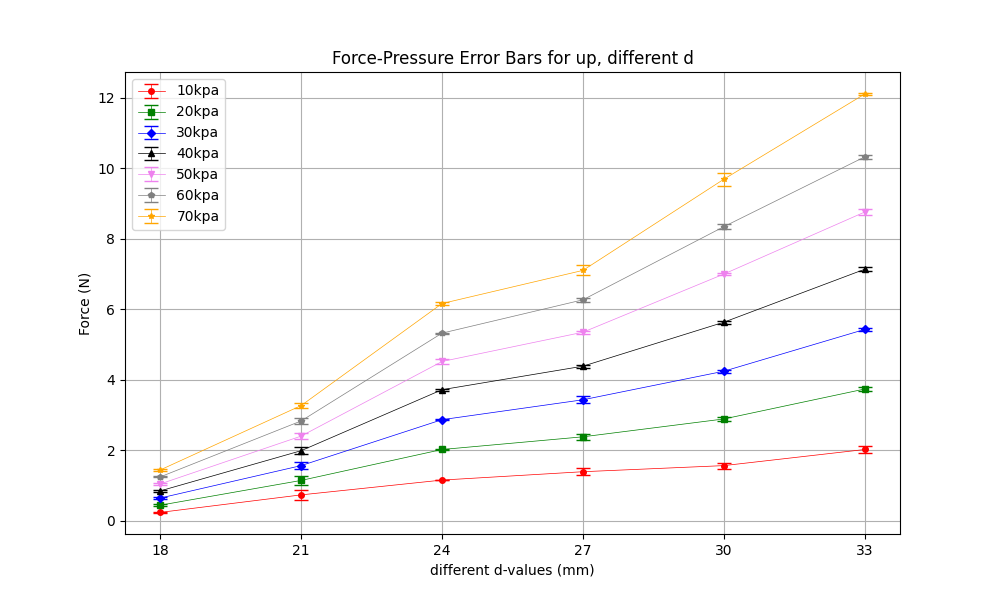 Force-Pressure Error Bars for up, different d
10kpa
20kpa
30kpa
40kpa
50kpa
60kpa
70kpa
12
10
8
6
4
2
0
Force (N)
18 21 24 27 30 33
different d-values (mm)